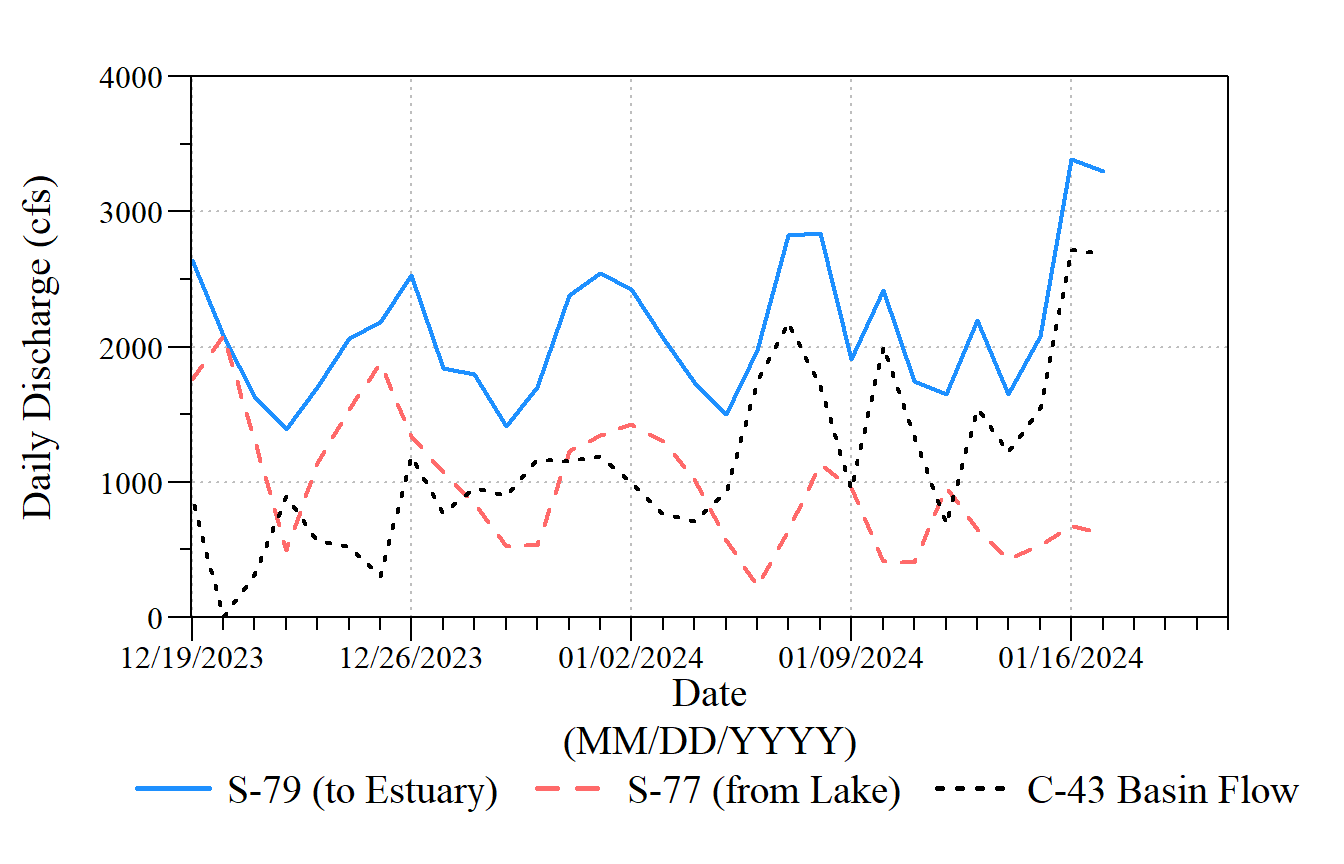 Daily Discharge (cfs)
4000
3000
2000
1000
0
12/19/2023 12/26/2023 01/02/2024 01/09/2024 01/16/2024
Date
(MM/DD/YYYY)
S-79 (to Estuary) S-77 (from Lake) C-43 Basin Flow